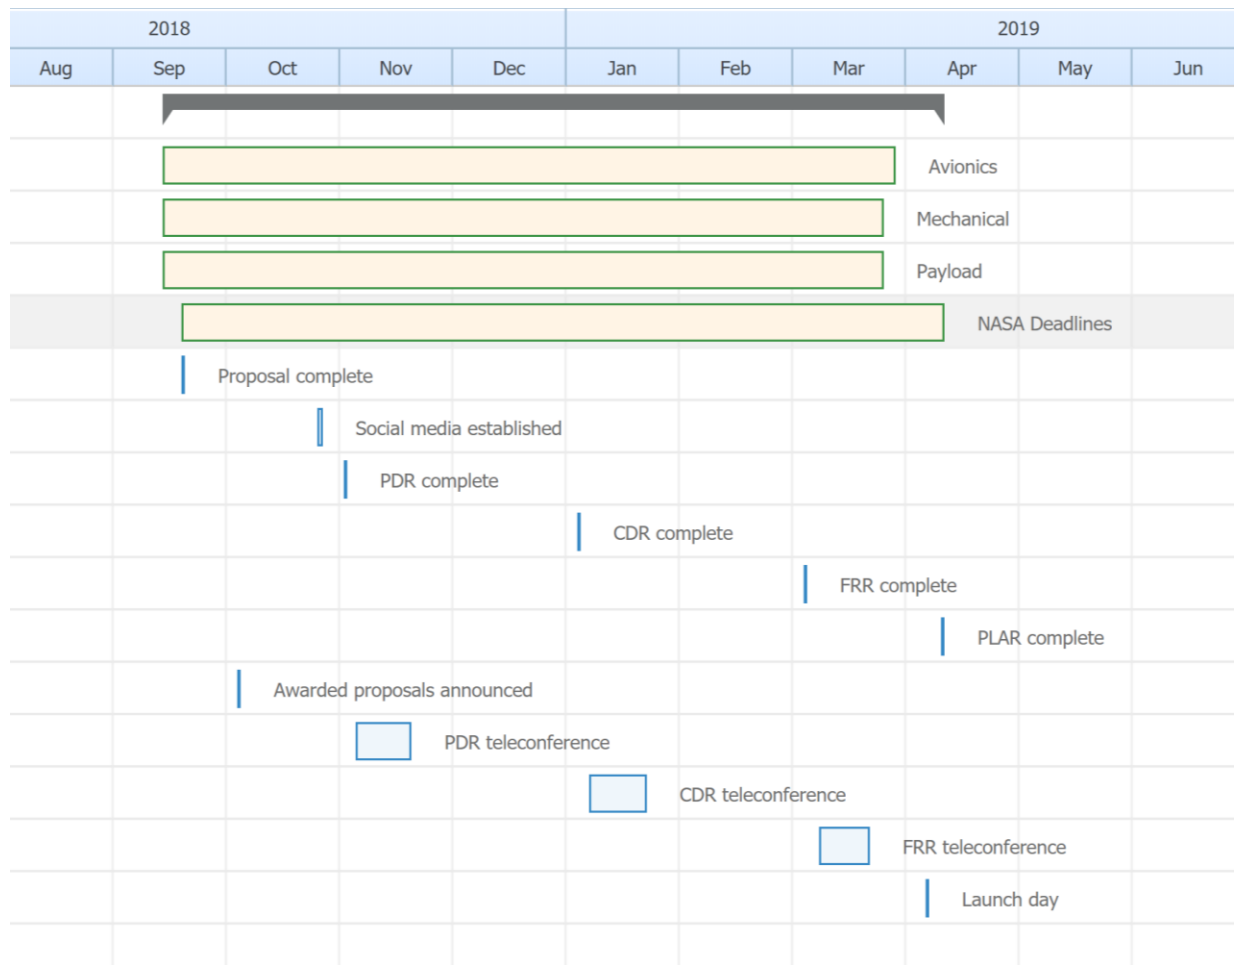 2018 2019
Aug Sep Oct Nov Dec Jan Feb Mar Apr May Jun
Avionics
Mechanical
Payload
NASA Deadlines
Proposal complete
Social media established
PDR complete
CDR complete
FRR complete
PLAR complete
Awarded proposals announced
PDR teleconference
CDR teleconference
FRR teleconference
Launch day